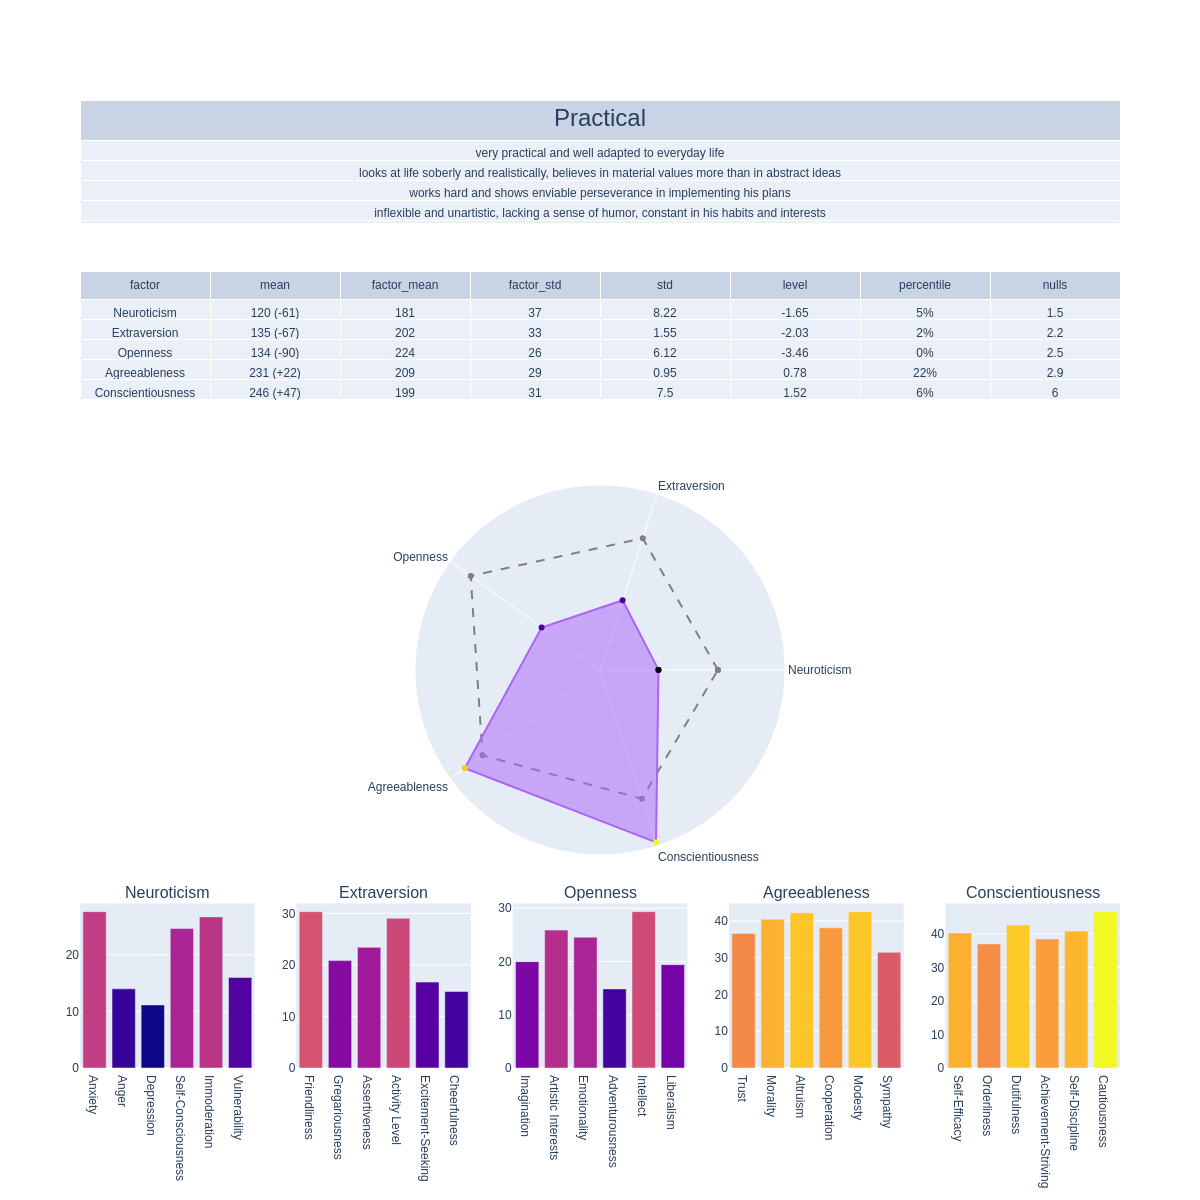 Practical
very practical and well adapted to everyday life
looks at life soberly and realistically, believes in material values more than in abstract ideas
works hard and shows enviable perseverance in implementing his plans
inflexible and unartistic, lacking a sense of humor, constant in his habits and interests
factor mean factor_mean factor_std std level percentile nulls
Neuroticism 120 (-61) 181 37 8.22 -1.65 5% 1.5
Extraversion 135 (-67) 202 33 1.55 -2.03 2% 2.2
Openness 134 (-90) 224 26 6.12 -3.46 0% 2.5
Agreeableness 231 (+22) 209 29 0.95 0.78 22% 2.9
Conscientiousness 246 (+47) 199 31 7.5 1.52 6% 6
Extraversion
Openness
Neuroticism
Agreeableness
Conscientiousness
Neuroticism
20
10
0
Anxiety
Anger
Depression
Self-Consciousness
Immoderation
Vulnerability
Extraversion
30
20
10
0
Friendliness
Gregariousness
Assertiveness
Activity Level
Excitement-Seeking
Cheerfulness
Openness
30
20
10
0
Imagination
Artistic Interests
Emotionality
Adventurousness
Intellect
Liberalism
Agreeableness
40
30
20
10
0
Trust
Morality
Altruism
Cooperation
Modesty
Sympathy
Conscientiousness
40
30
20
10
0
Self-Efficacy
Orderliness
Dutifulness
Achievement-Striving
Self-Discipline
Cautiousness